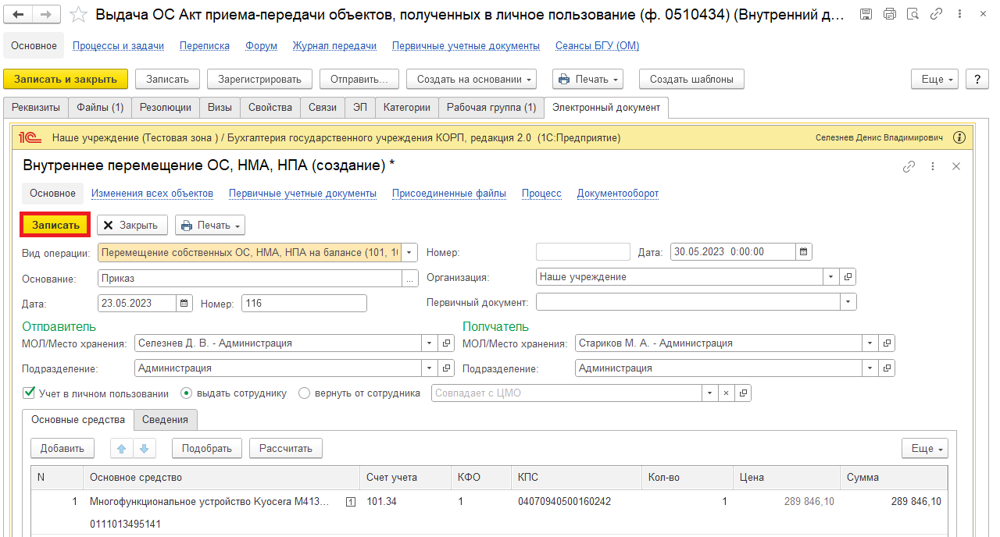 Выдача ОС Акт приема-передачи объектов, полученных в личное пользование (ф. 0510434) (Внутренний д...
Основное Процессы и задачи Переписка Форум Журнал передачи Первичные учетные документы Сеансы БГУ (ОМ)
Записать и закрыть Записать Зарегистрировать Отправить... Создать на основании Печать Создать шаблоны Еще ?
Реквизиты Файлы (1) Резолюции Визы Свойства Связи ЭП Категории Рабочая группа (1) Электронный документ
1С Наше учреждение (Тестовая зона ) / Бухгалтерия государственного учреждения КОРП, редакция 2.0 (1С:Предприятие) Селезнев Денис Владимирович
Внутреннее перемещение ОС, НМА, НПА (создание) *
Основное Изменения всех объектов Первичные учетные документы Присоединенные файлы Процесс Документооборот
Записать Закрыть Печать
Вид операции: Перемещение собственных ОС, НМА, НПА на балансе (101, 10 Номер: Дата: 30.05.2023 0:00:00
Основание: Приказ ... Организация: Наше учреждение
Дата: 23.05.2023 Номер: 116 Первичный документ:
Отправитель Получатель
МОЛ/Место хранения: Селезнев Д. В. - Администрация МОЛ/Место хранения: Стариков М. А. - Администрация
Подразделение: Администрация Подразделение: Администрация
Учет в личном пользовании выдать сотруднику вернуть от сотрудника Совпадает с ЦМО
Основные средства Сведения
Добавить Подобрать Рассчитать Еще
N Основное средство Счет учета КФО КПС Кол-во Цена Сумма
1 Многофункциональное устройство Kyocera M413... 1 101.34 1 04070940500160242 1 289 846,10 289 846,10
0111013495141